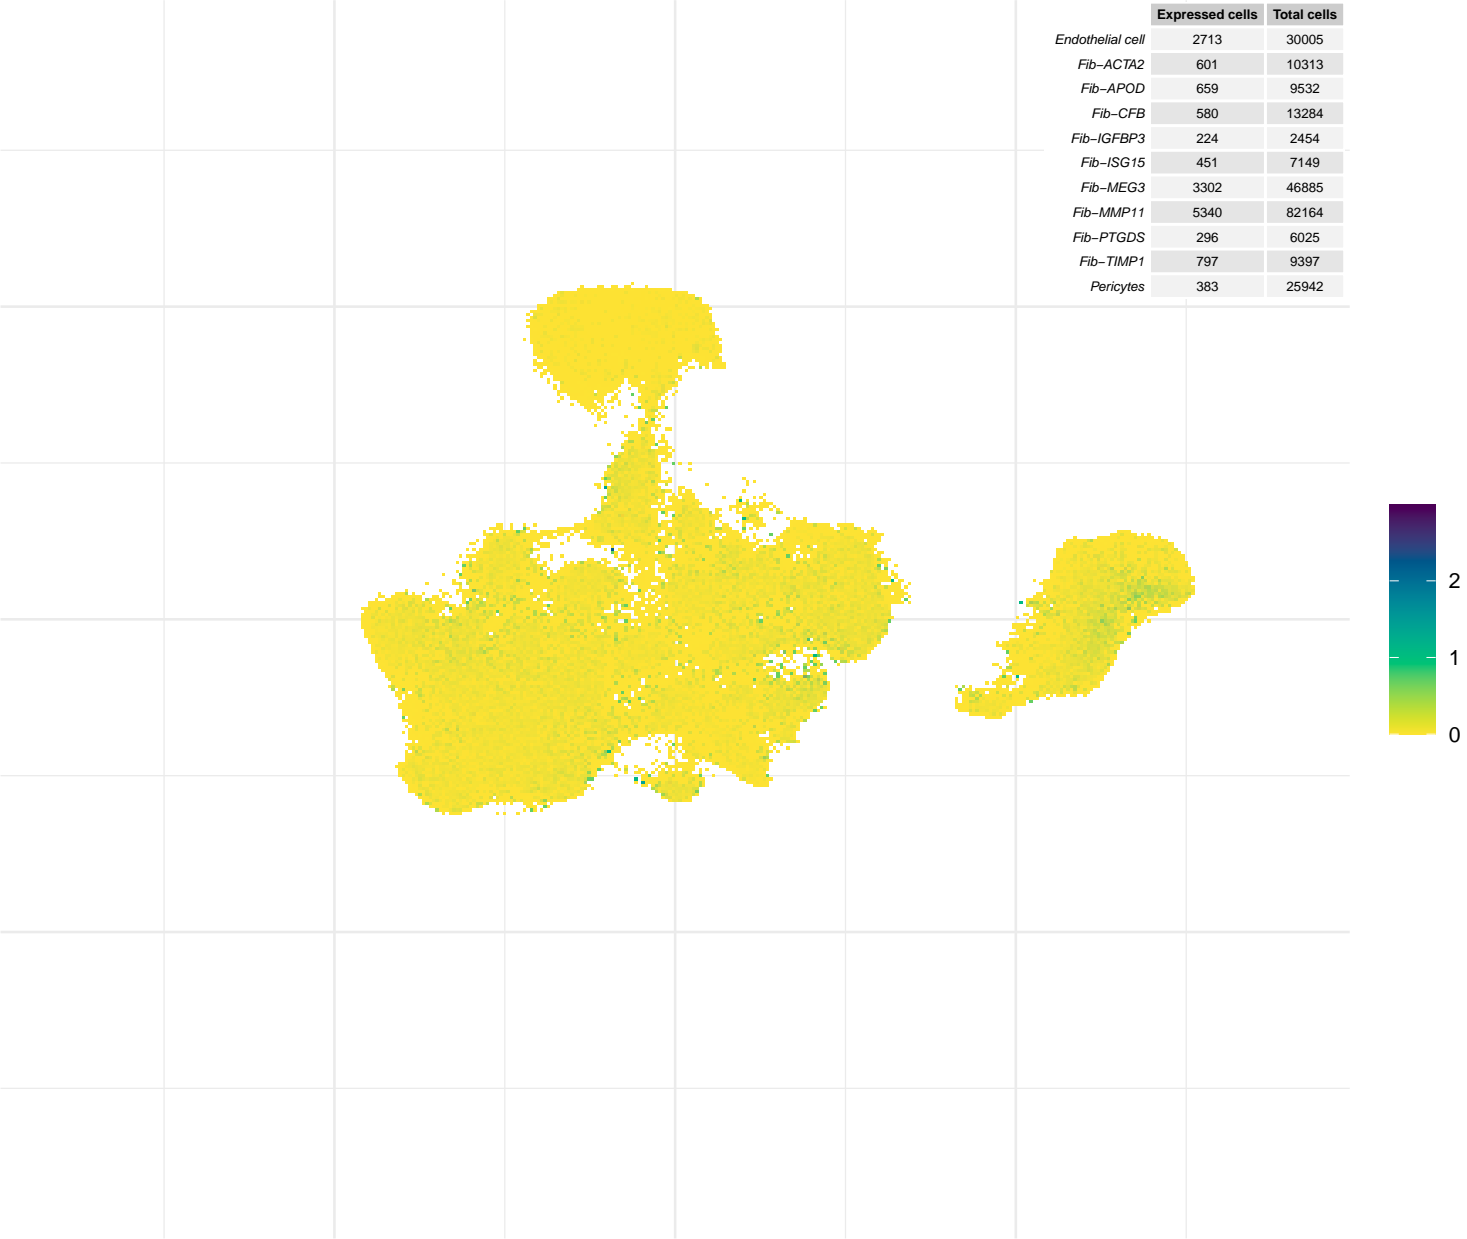 Expressed cells Total cells
Endothelial cell 2713 30005
Fib−ACTA2 601 10313
Fib−APOD 659 9532
Fib−CFB 580 13284
Fib−IGFBP3 224 2454
Fib−ISG15 451 7149
Fib−MEG3 3302 46885
Fib−MMP11 5340 82164
Fib−PTGDS 296 6025
Fib−TIMP1 797 9397
Pericytes 383 25942
2
1
0